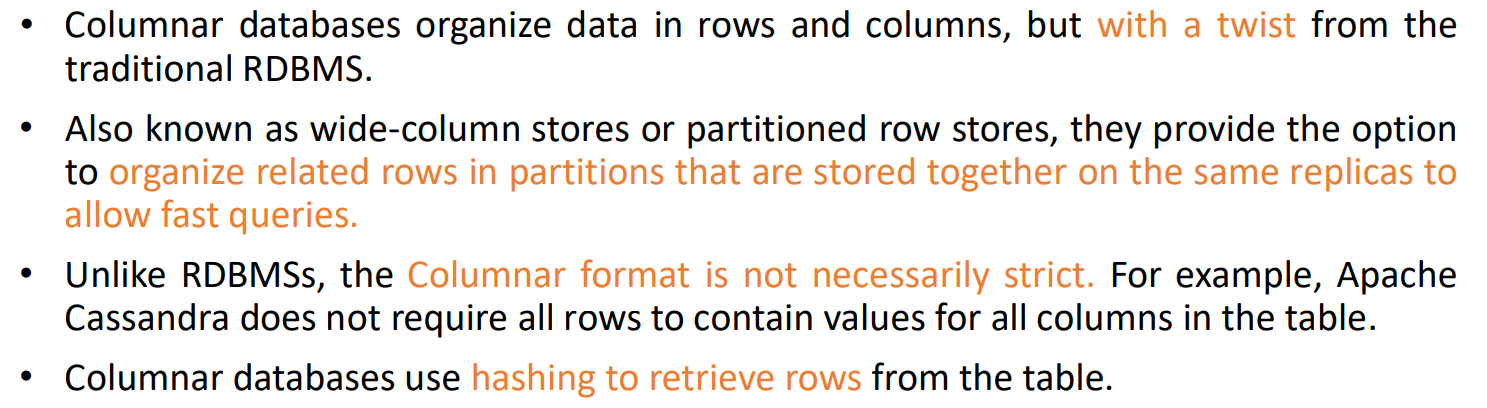 • Columnar databases organize data in rows and columns, but with a twist from the
traditional RDBMS.
• Also known as wide-column stores or partitioned row stores, they provide the option
to organize related rows in partitions that are stored together on the same replicas to
allow fast queries.
• Unlike RDBMSs, the Columnar format is not necessarily strict. For example, Apache
Cassandra does not require all rows to contain values for all columns in the table.
• Columnar databases use hashing to retrieve rows from the table.